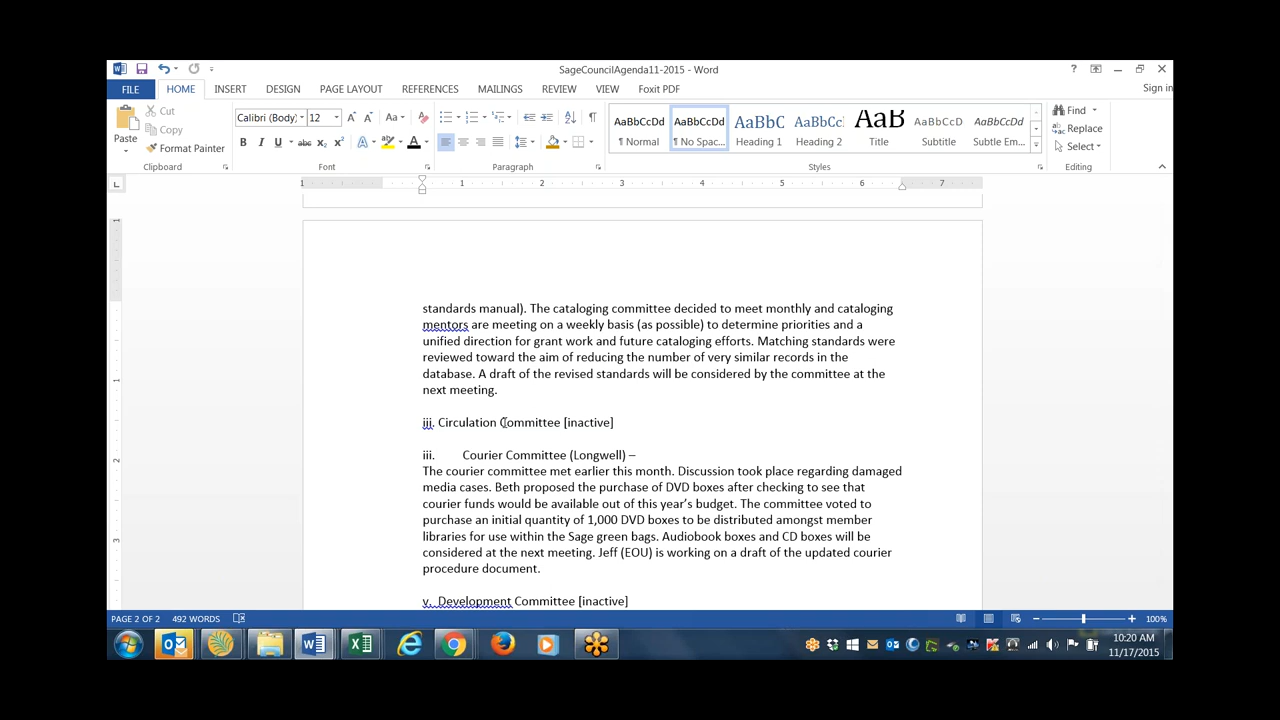 SageCouncilAgenda11-2015 - Word
?
Sign in
FILE HOME INSERT DESIGN PAGE LAYOUT REFERENCES MAILINGS REVIEW VIEW Foxit PDF
Paste
Cut
Copy
Format Painter
Clipboard
Calibri (Body) 12
Font
Paragraph
AaBbCcDd AaBbCcDd AaBbC AaBbCc AaB AaBbCcD AaBbCcDd
¶ Normal ¶ No Spac... Heading 1 Heading 2 Title Subtitle Subtle Em...
Styles
Find
Replace
Select
Editing
1 1 2 3 4 5 6 7
standards manual). The cataloging committee decided to meet monthly and cataloging
mentors are meeting on a weekly basis (as possible) to determine priorities and a
unified direction for grant work and future cataloging efforts. Matching standards were
reviewed toward the aim of reducing the number of very similar records in the
database. A draft of the revised standards will be considered by the committee at the
next meeting.
iii. Circulation Committee [inactive]
iii. Courier Committee (Longwell) –
The courier committee met earlier this month. Discussion took place regarding damaged
media cases. Beth proposed the purchase of DVD boxes after checking to see that
courier funds would be available out of this year's budget. The committee voted to
purchase an initial quantity of 1,000 DVD boxes to be distributed amongst member
libraries for use within the Sage green bags. Audiobook boxes and CD boxes will be
considered at the next meeting. Jeff (EOU) is working on a draft of the updated courier
procedure document.
v. Development Committee [inactive]
PAGE 2 OF 2 492 WORDS
100%
10:20 AM
11/17/2015